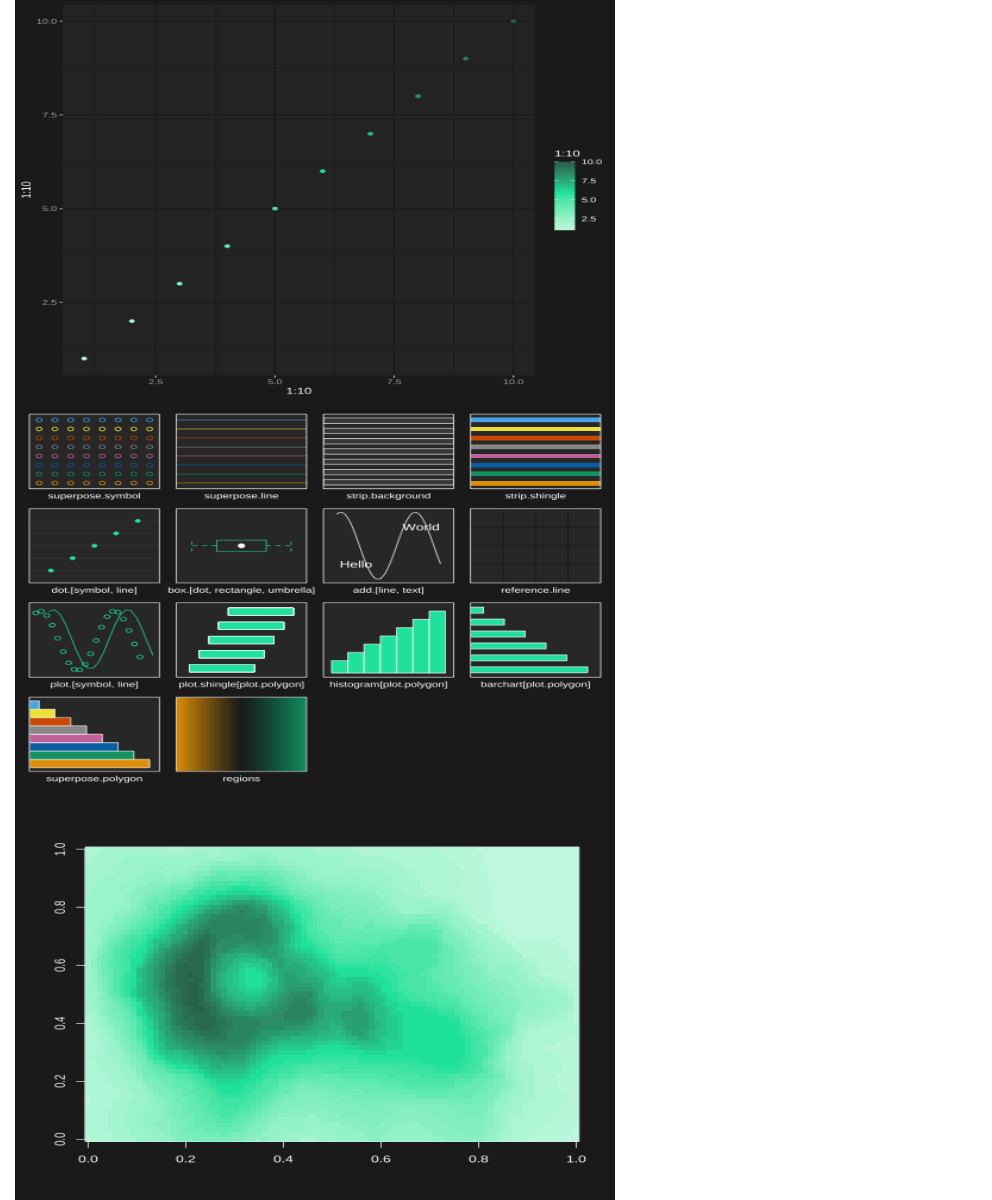 10.0
7.5
5.0
2.5
1:10
2.5 5.0 7.5 10.0
1:10
1:10
10.0
7.5
5.0
2.5
superpose.symbol superpose.line strip.background strip.shingle
World
Hello
dot.[symbol, line] box.[dot, rectangle, umbrella] add.[line, text] reference.line
plot.[symbol, line] plot.shingle[plot.polygon] histogram[plot.polygon] barchart[plot.polygon]
superpose.polygon regions
1.0
0.8
0.6
0.4
0.2
0.0
0.0 0.2 0.4 0.6 0.8 1.0